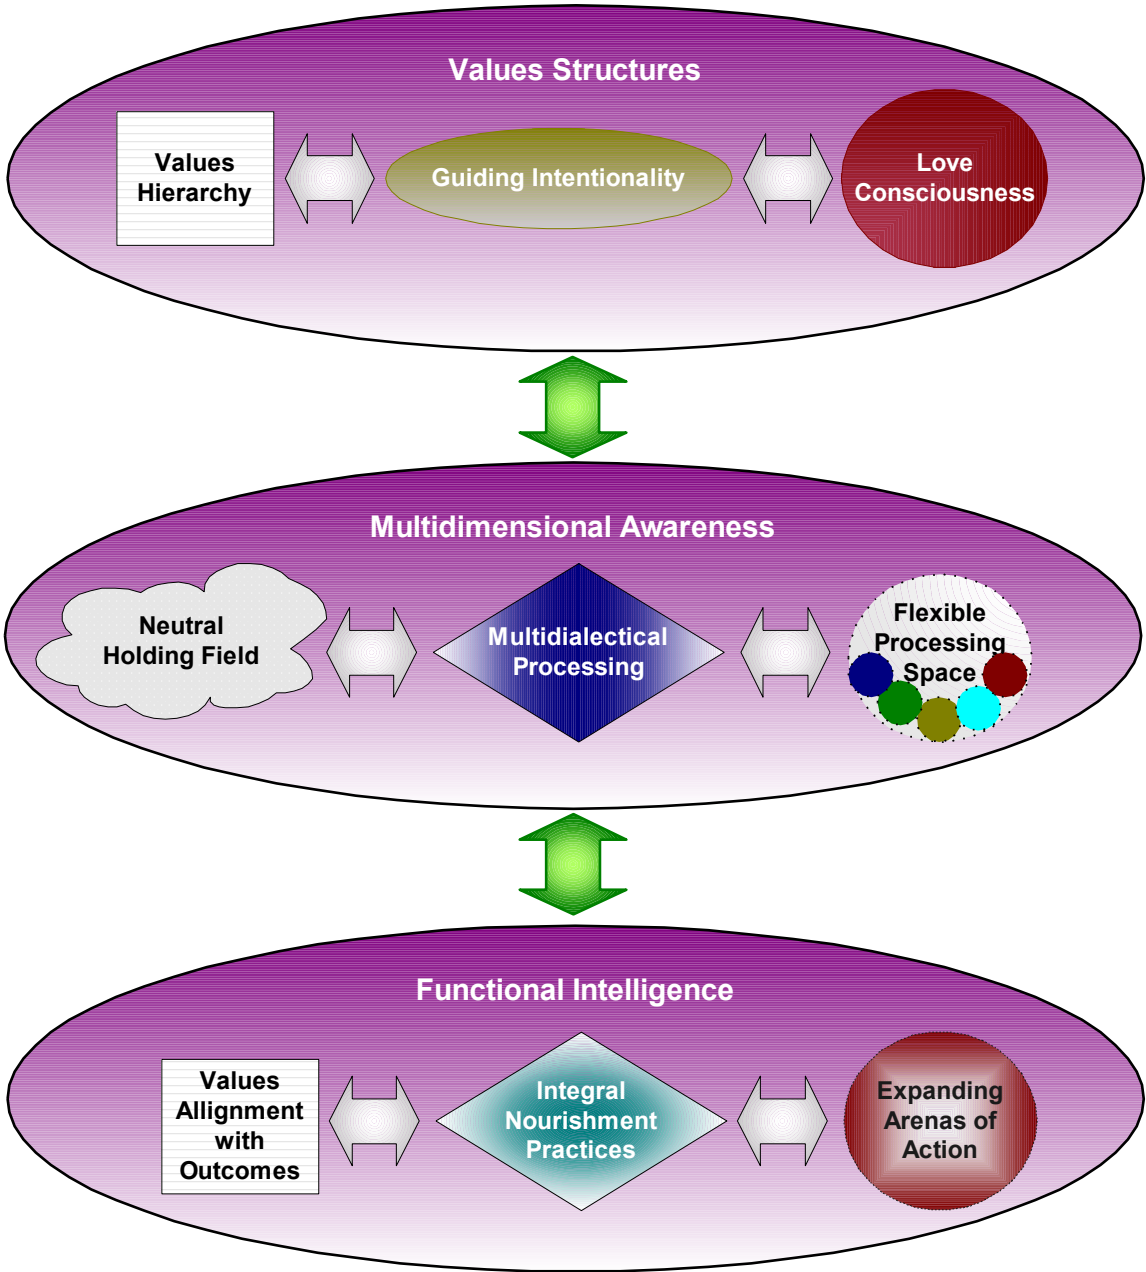 Values Structures
Values
Hierarchy
Guiding Intentionality
Love
Consciousness
Multidimensional Awareness
Neutral
Holding Field
Multidialectical
Processing
Flexible
Processing
Space
Functional Intelligence
Values
Allignment
with
Outcomes
Integral
Nourishment
Practices
Expanding
Arenas of
Action